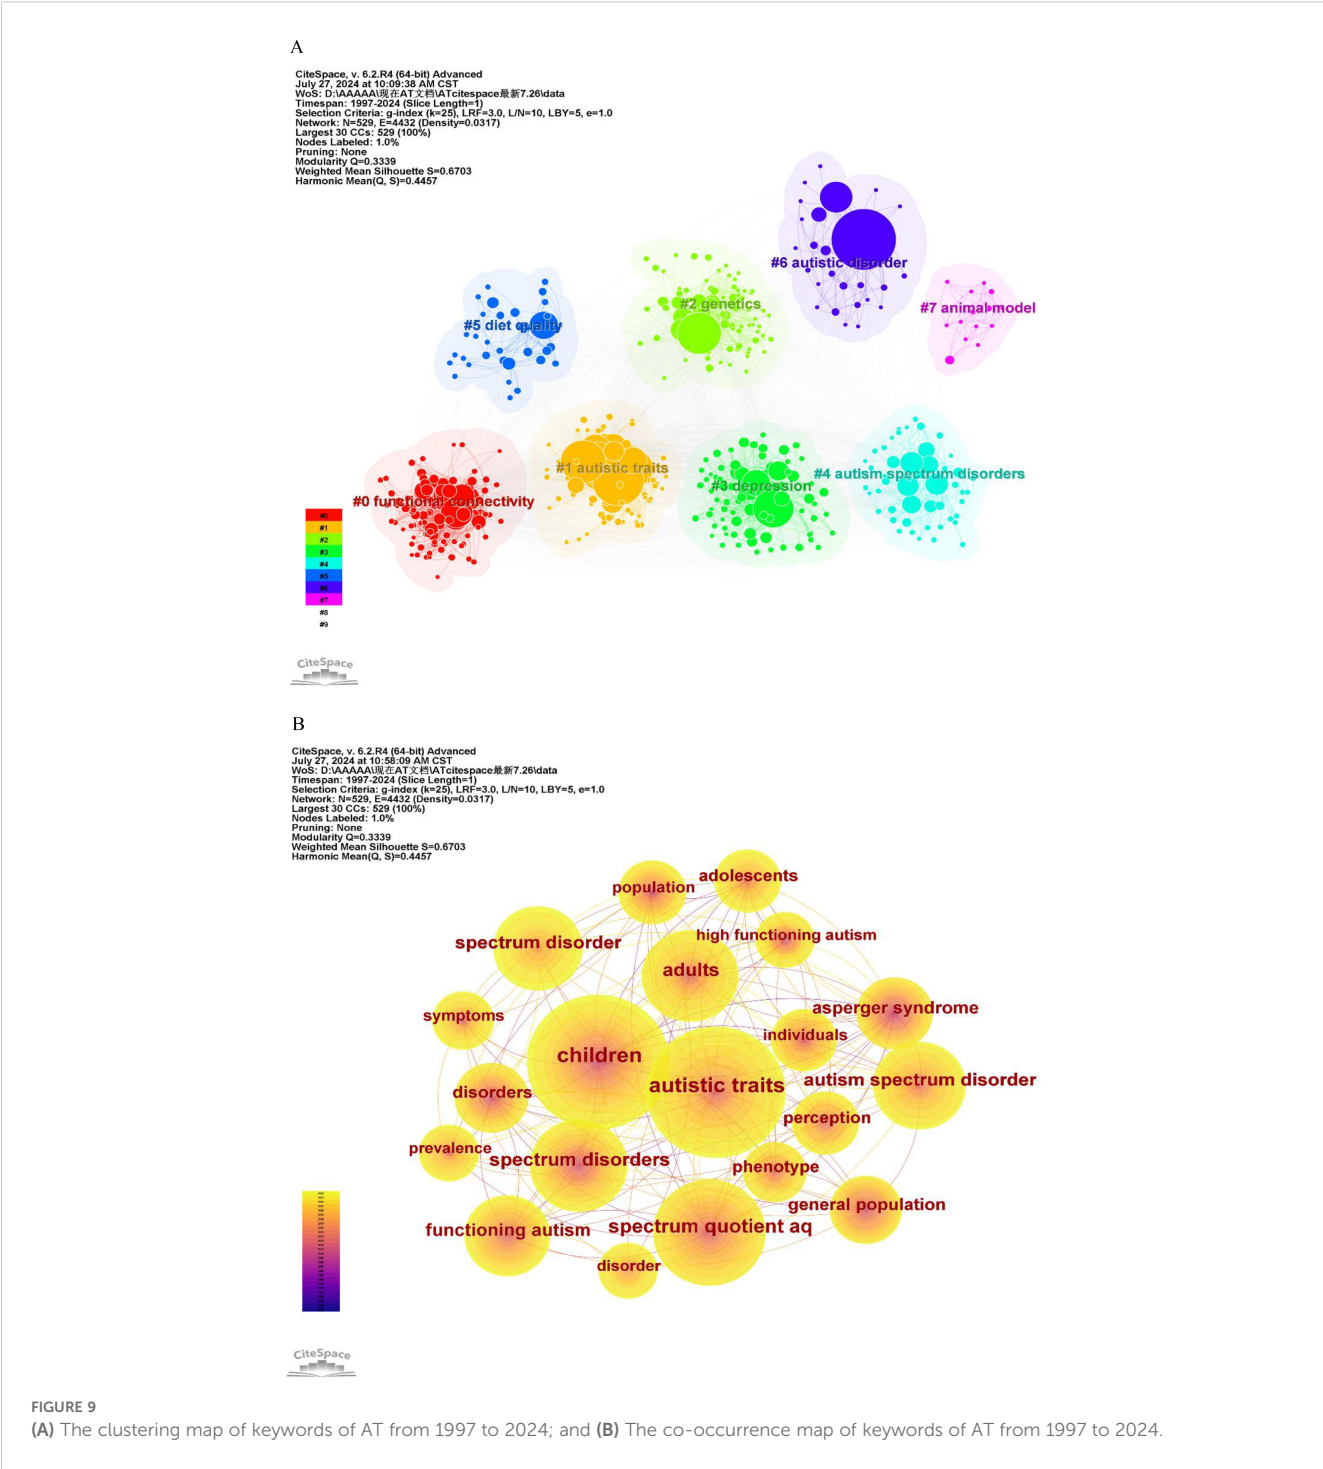 A
CiteSpace, v. 6.2.R4 (64-bit) Advanced
July 27, 2024 at 10:09:38 AM CST
WoS: D:\AAAAA\现在AT文档\ATcitespace最新7.26\data
Timespan: 1997-2024 (Slice Length=1)
Selection Criteria: g-index (k=25), LRF=3.0, L/N=10, LBY=5, e=1.0
Network: N=529, E=4432 (Density=0.0317)
Largest 30 CCs: 529 (100%)
Nodes Labeled: 1.0%
Pruning: None
Modularity Q=0.3339
Weighted Mean Silhouette S=0.6703
Harmonic Mean(Q, S)=0.4457
#6 autistic disorder
#2 genetics
#7 animal model
#5 diet quality
#1 autistic traits
#4 autism spectrum disorders
#3 depression
#0 functional connectivity
#0
#1
#2
#3
#4
#5
#6
#7
#8
#9
CiteSpace
B
CiteSpace, v. 6.2.R4 (64-bit) Advanced
July 27, 2024 at 10:58:09 AM CST
WoS: D:\AAAAA\现在AT文档\ATcitespace最新7.26\data
Timespan: 1997-2024 (Slice Length=1)
Selection Criteria: g-index (k=25), LRF=3.0, L/N=10, LBY=5, e=1.0
Network: N=529, E=4432 (Density=0.0317)
Largest 30 CCs: 529 (100%)
Nodes Labeled: 1.0%
Pruning: None
Modularity Q=0.3339
Weighted Mean Silhouette S=0.6703
Harmonic Mean(Q, S)=0.4457
adolescents
population
high functioning autism
spectrum disorder
adults
asperger syndrome
symptoms
individuals
children
autism spectrum disorder
autistic traits
disorders
perception
prevalence
spectrum disorders
phenotype
general population
spectrum quotient aq
functioning autism
disorder
CiteSpace
FIGURE 9
(A) The clustering map of keywords of AT from 1997 to 2024; and (B) The co-occurrence map of keywords of AT from 1997 to 2024.